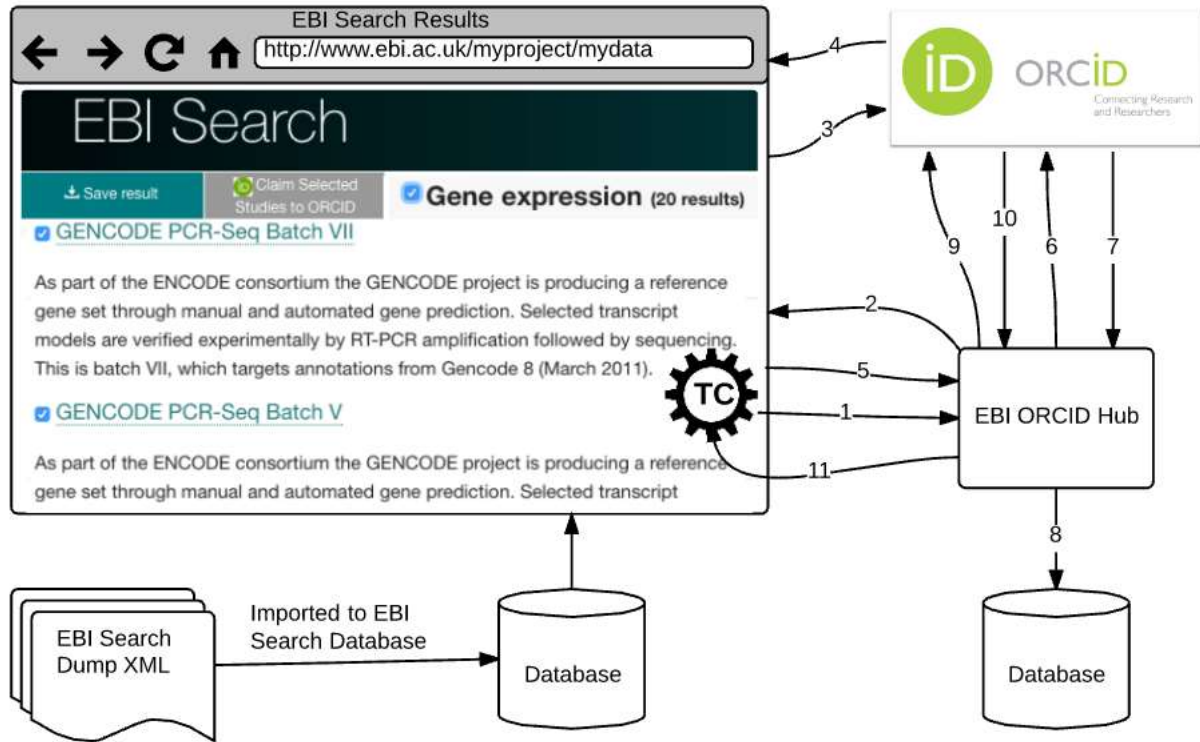 EBI Search Results
http://www.ebi.ac.uk/myproject/mydata
EBI Search
Save result
Claim Selected
Studies to ORCID
Gene expression (20 results)
GENCODE PCR-Seq Batch VII
As part of the ENCODE consortium the GENCODE project is producing a reference
gene set through manual and automated gene prediction. Selected transcript
models are verified experimentally by RT-PCR amplification followed by sequencing.
This is batch VII, which targets annotations from Gencode 8 (March 2011).
GENCODE PCR-Seq Batch V
As part of the ENCODE consortium the GENCODE project is producing a reference
gene set through manual and automated gene prediction. Selected transcript
TC
4
3
iD
ORCiD
Connecting Research
and Researchers
9
10
6
7
2
5
1
11
EBI ORCID Hub
8
EBI Search
Dump XML
Imported to EBI
Search Database
Database
Database